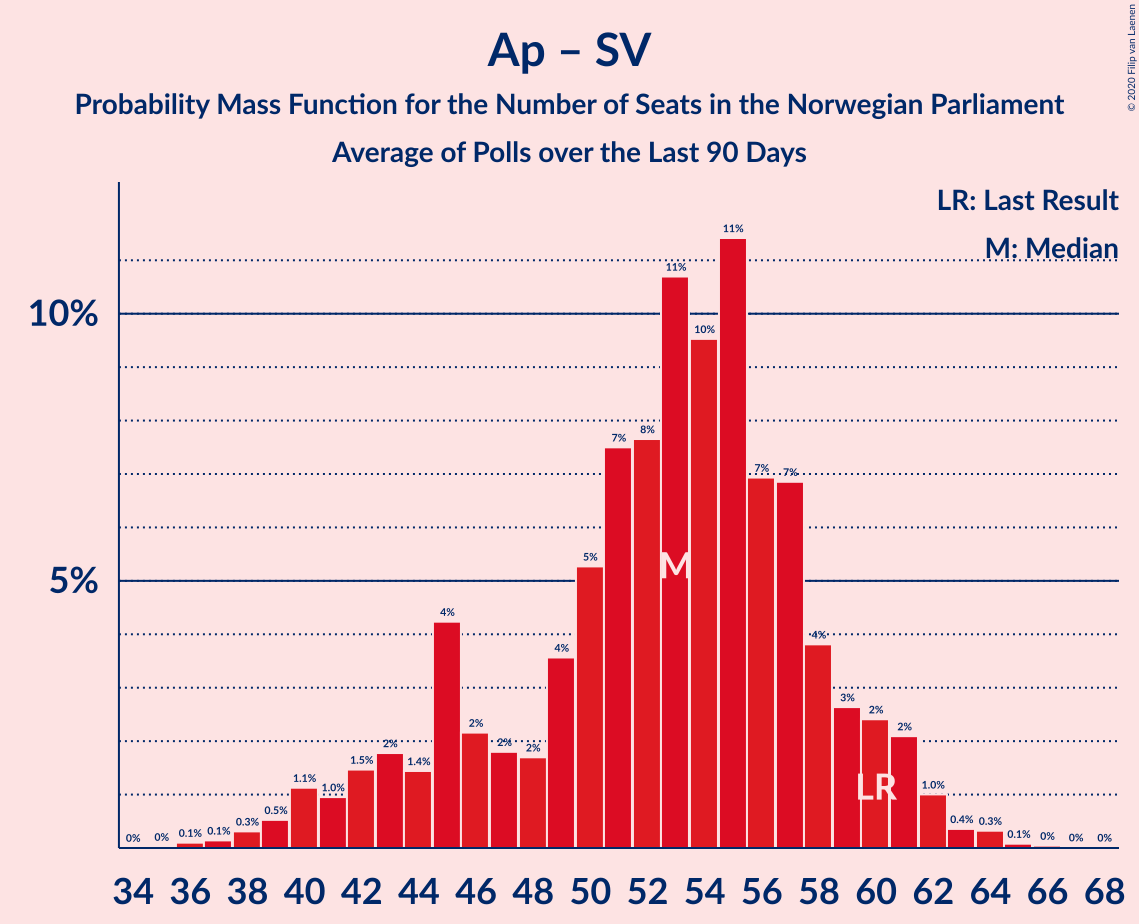 Ap – SV
Probability Mass Function for the Number of Seats in the Norwegian Parliament
Average of Polls over the Last 90 Days
© 2020 Filip van Laenen
LR: Last Result
M: Median
10%
5%
0% 0% 0.1% 0.1% 0.3% 0.5% 1.1% 1.0% 1.5% 2% 1.4% 4% 2% 2% 2% 4% 5% 7% 8% 11% 10% 11% 7% 7% 4% 3% 2% 2% 1.0% 0.4% 0.3% 0.1% 0% 0% 0%
M
LR
34 36 38 40 42 44 46 48 50 52 54 56 58 60 62 64 66 68